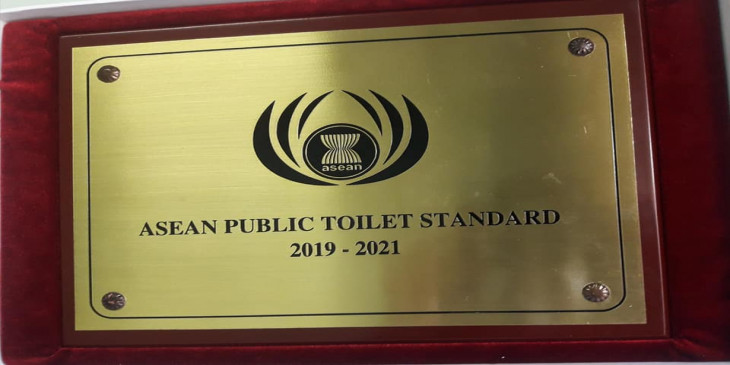 asean
ASEAN PUBLIC TOILET STANDARD
2019 - 2021